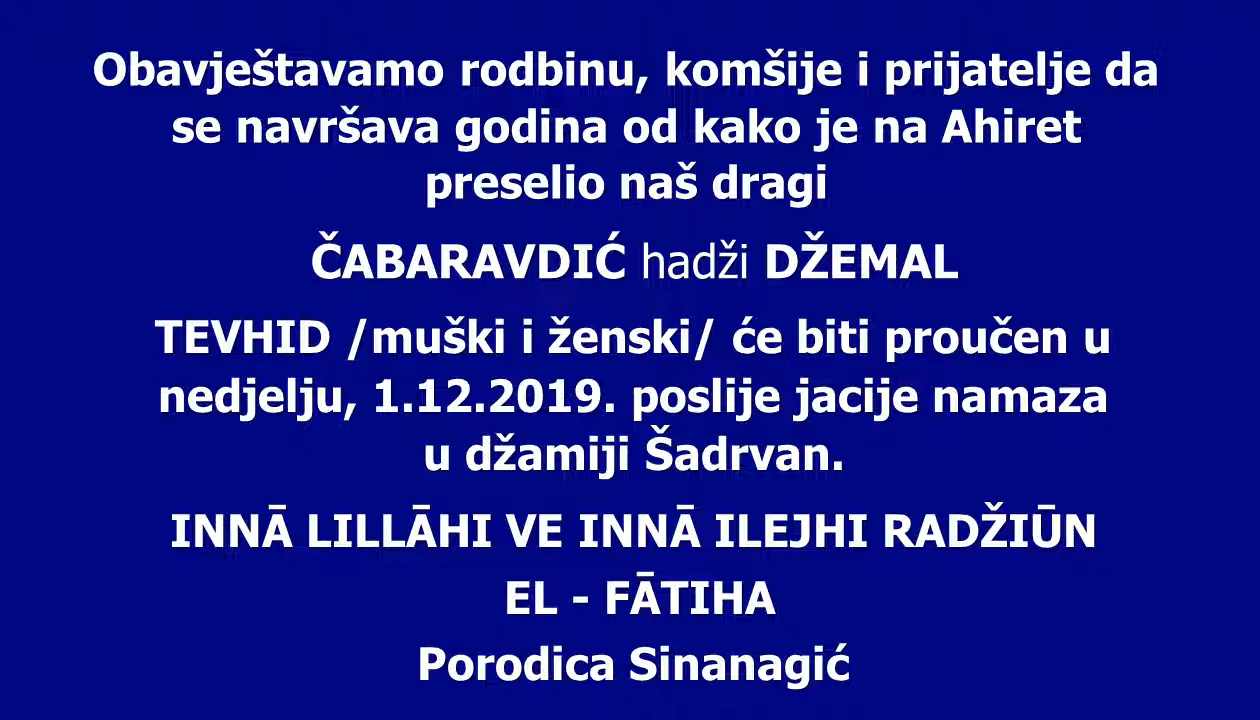 Obavještavamo rodbinu, komšije i prijatelje da
se navršava godina od kako je na Ahiret
preselio naš dragi
ČABARAVDIĆ hadži DŽEMAL
TEVHID /muški i ženski/ će biti proučen u
nedjelju, 1.12.2019. poslije jacije namaza
u džamiji Šadrvan.
INNĀ LILLĀHI VE INNĀ ILEJHI RADŽIŪN
EL - FĀTIHA
Porodica Sinanagić